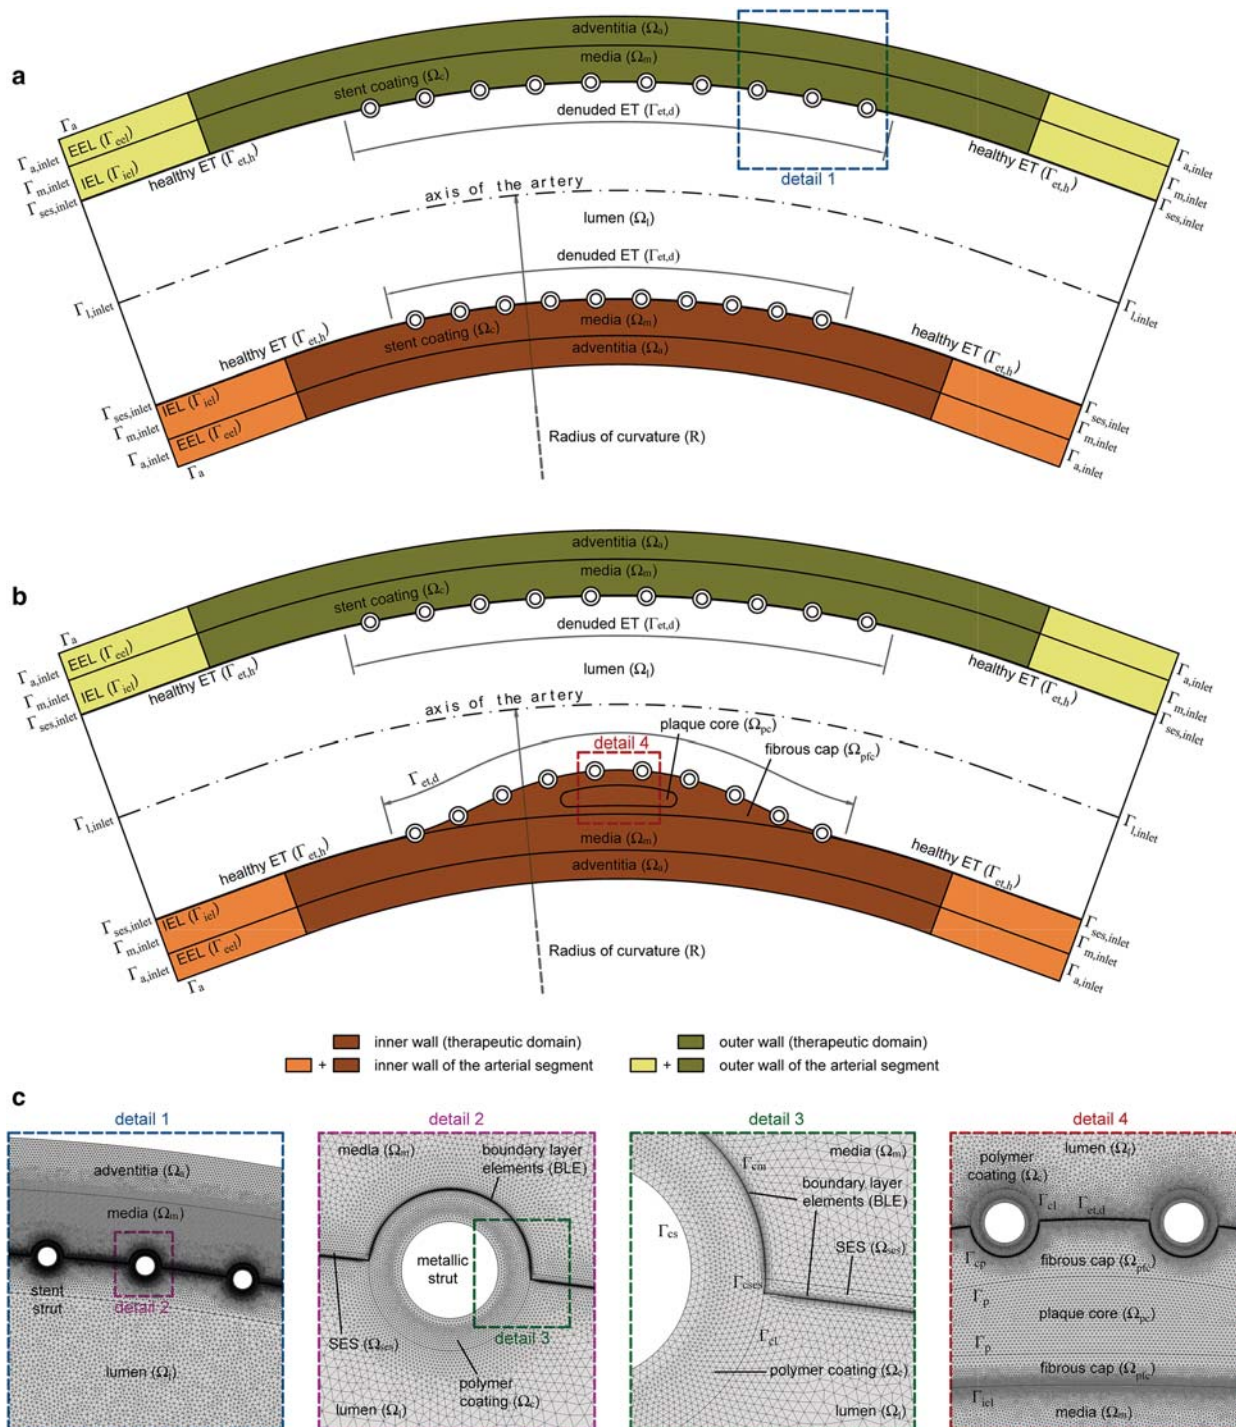 a
adventitia (Ωa)
media (Ωm)
stent coating (Ωc)
denuded ET (Γet,d)
detail 1
Γa
EEL (Γeel)
IEL (Γiel)
Γa,inlet
Γm,inlet
Γses,inlet
healthy ET (Γet,h)
healthy ET (Γet,h)
Γa,inlet
Γm,inlet
Γses,inlet
axis of the artery
lumen (Ωl)
denuded ET (Γet,d)
Γl,inlet
Γl,inlet
healthy ET (Γet,h)
stent coating (Ωc)
media (Ωm)
adventitia (Ωa)
healthy ET (Γet,h)
Γses,inlet
Γm,inlet
Γa,inlet
IEL (Γiel)
EEL (Γeel)
Γa
Radius of curvature (R)
Γses,inlet
Γm,inlet
Γa,inlet
b
adventitia (Ωa)
media (Ωm)
stent coating (Ωc)
denuded ET (Γet,d)
lumen (Ωl)
Γa
EEL (Γeel)
IEL (Γiel)
Γa,inlet
Γm,inlet
Γses,inlet
healthy ET (Γet,h)
healthy ET (Γet,h)
Γa,inlet
Γm,inlet
Γses,inlet
axis of the artery
plaque core (Ωpc)
detail 4
fibrous cap (Ωpfc)
Γet,d
Γl,inlet
Γl,inlet
healthy ET (Γet,h)
media (Ωm)
adventitia (Ωa)
healthy ET (Γet,h)
Γses,inlet
Γm,inlet
Γa,inlet
IEL (Γiel)
EEL (Γeel)
Γa
Radius of curvature (R)
Γses,inlet
Γm,inlet
Γa,inlet
inner wall (therapeutic domain)
outer wall (therapeutic domain)
+ inner wall of the arterial segment
+ outer wall of the arterial segment
c
detail 1
adventitia (Ωa)
media (Ωm)
stent
strut
detail 2
lumen (Ωl)
detail 2
media (Ωm)
boundary layer
elements (BLE)
metallic
strut
detail 3
SES (Ωses)
polymer
coating (Ωc)
lumen (Ωl)
detail 3
media (Ωm)
Γcm
boundary layer
elements (BLE)
Γcs
SES (Ωses)
Γcses
Γcl
polymer coating (Ωc)
lumen (Ωl)
detail 4
lumen (Ωl)
polymer
coating (Ωc)
Γcl
Γet,d
Γcp
fibrous cap (Ωpfc)
Γp
plaque core (Ωpc)
Γp
fibrous cap (Ωpfc)
Γiel
media (Ωm)